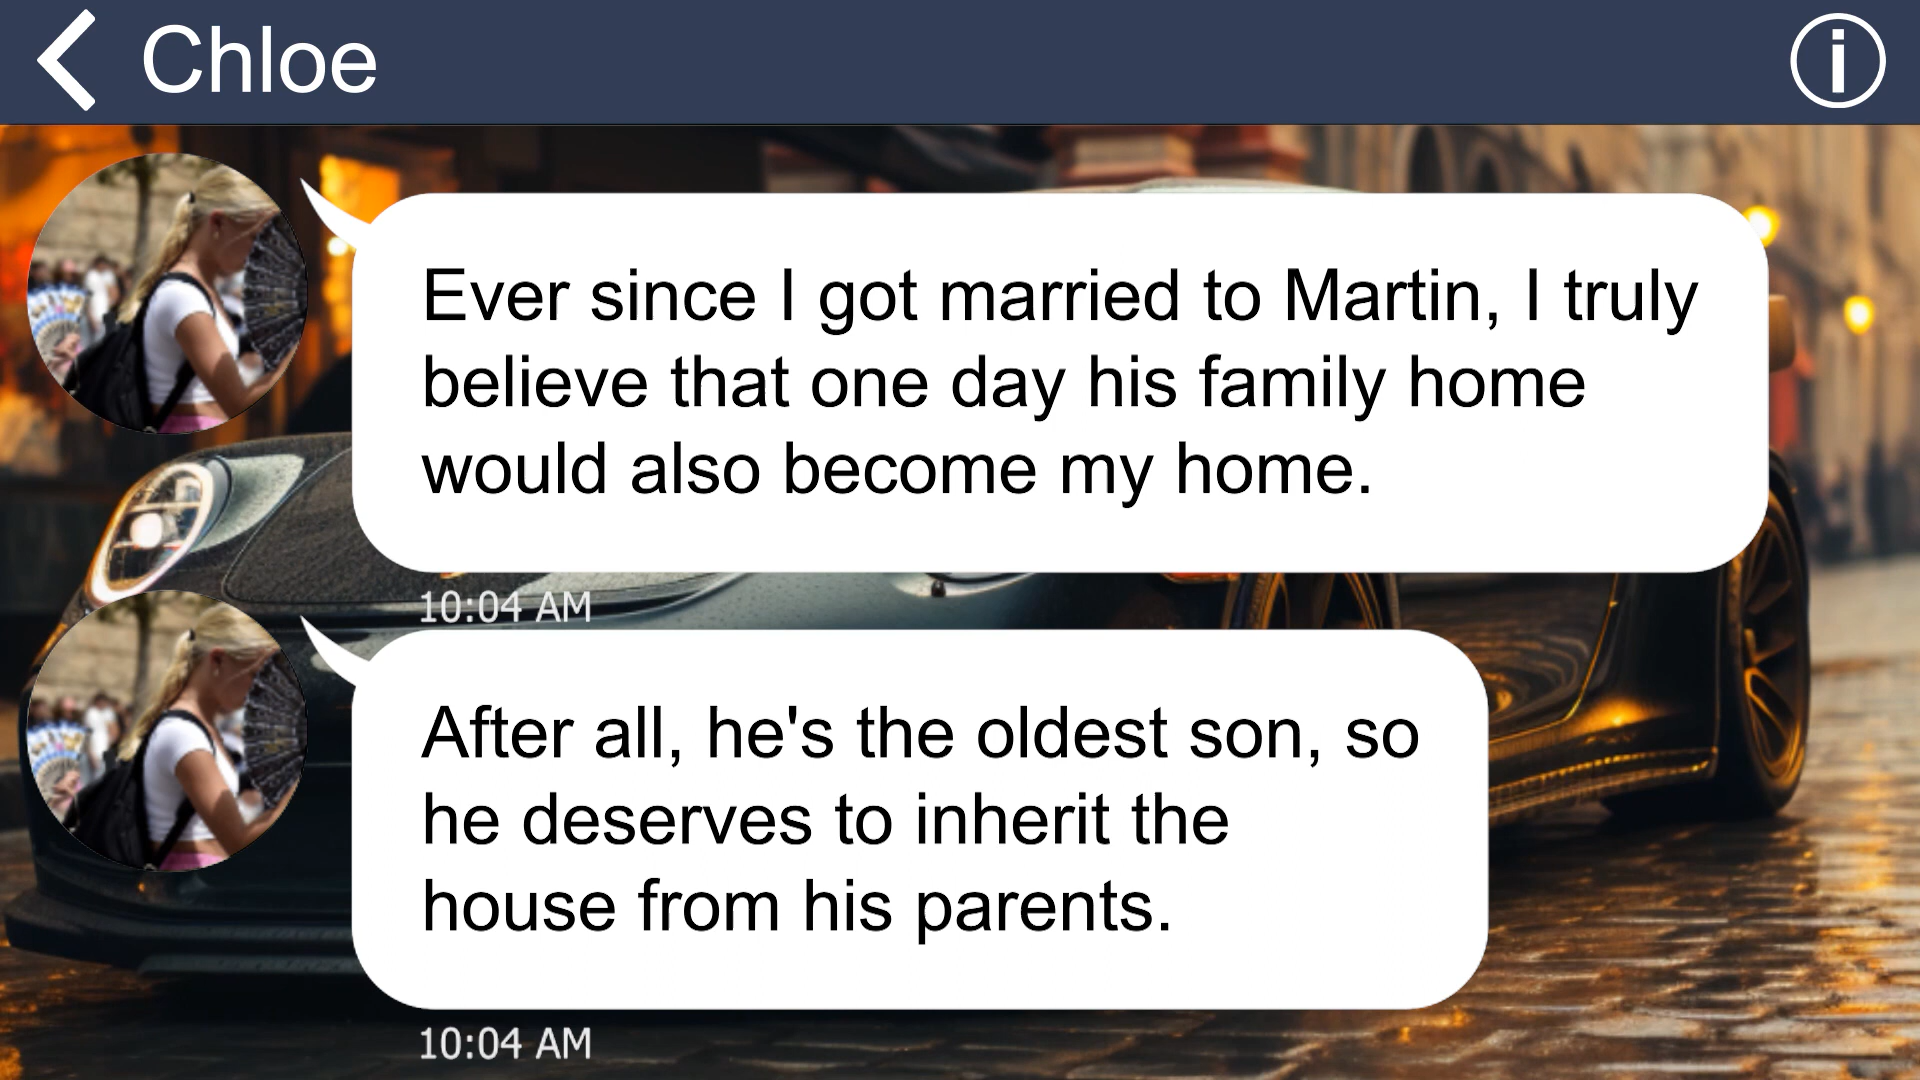 Chloe
Ever since I got married to Martin, I truly
believe that one day his family home
would also become my home.
10:04 AM
After all, he's the oldest son, so
he deserves to inherit the
house from his parents.
10:04 AM